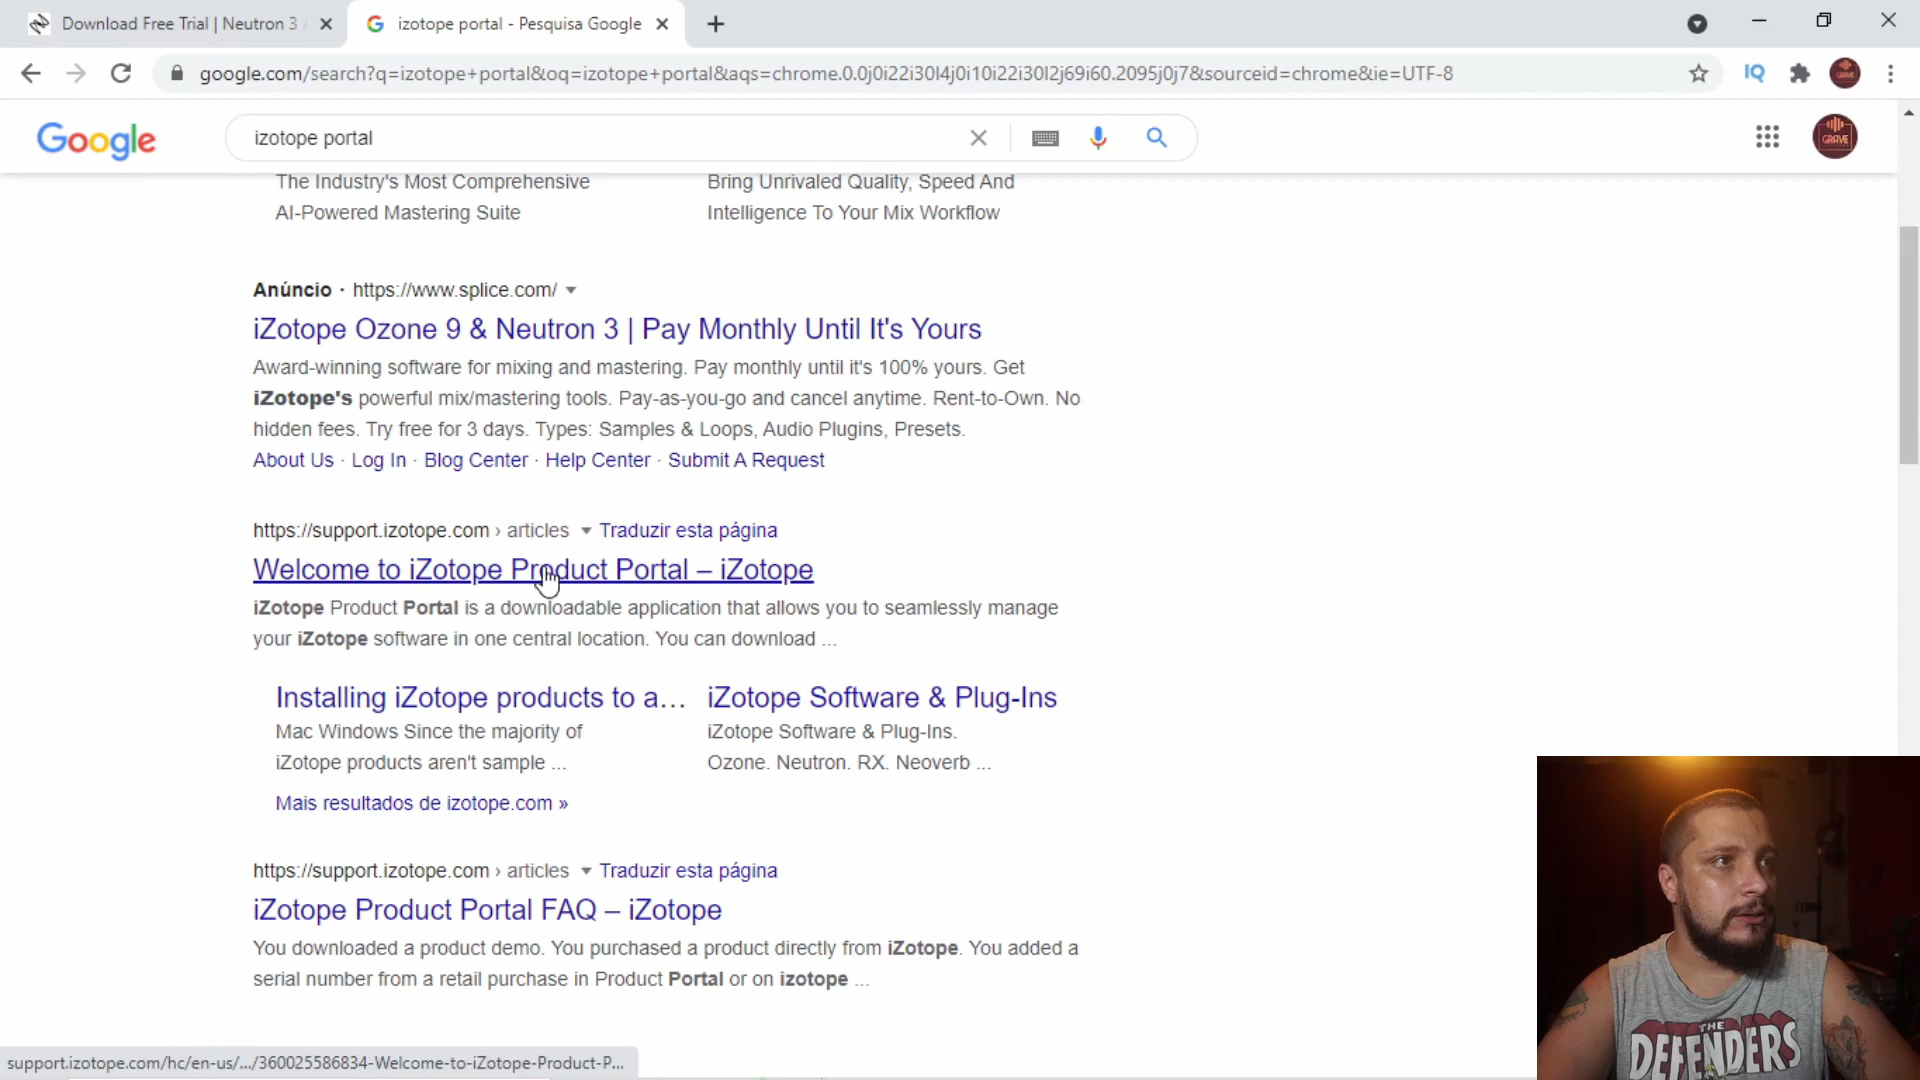 Download Free Trial | Neutron 3
izotope portal - Pesquisa Google
google.com/search?q=izotope+portal&oq=izotope+portal&aqs=chrome.0.0j0i22i30l4j0i10i22i30l2j69i60.2095j0j7&sourceid=chrome&ie=UTF-8
IQ
Google
izotope portal
GRAVE
The Industry's Most Comprehensive
AI-Powered Mastering Suite
Bring Unrivaled Quality, Speed And
Intelligence To Your Mix Workflow
Anúncio · https://www.splice.com/
iZotope Ozone 9 & Neutron 3 | Pay Monthly Until It's Yours
Award-winning software for mixing and mastering. Pay monthly until it's 100% yours. Get
iZotope's powerful mix/mastering tools. Pay-as-you-go and cancel anytime. Rent-to-Own. No
hidden fees. Try free for 3 days. Types: Samples & Loops, Audio Plugins, Presets.
About Us · Log In · Blog Center · Help Center · Submit A Request
https://support.izotope.com › articles Traduzir esta página
Welcome to iZotope Product Portal – iZotope
iZotope Product Portal is a downloadable application that allows you to seamlessly manage
your iZotope software in one central location. You can download ...
Installing iZotope products to a...
Mac Windows Since the majority of
iZotope products aren't sample ...
iZotope Software & Plug-Ins
iZotope Software & Plug-Ins.
Ozone. Neutron. RX. Neoverb ...
Mais resultados de izotope.com »
https://support.izotope.com › articles Traduzir esta página
iZotope Product Portal FAQ – iZotope
You downloaded a product demo. You purchased a product directly from iZotope. You added a
serial number from a retail purchase in Product Portal or on izotope ...
support.izotope.com/hc/en-us/.../360025586834-Welcome-to-iZotope-Product-P...
THE
DEFENDERS